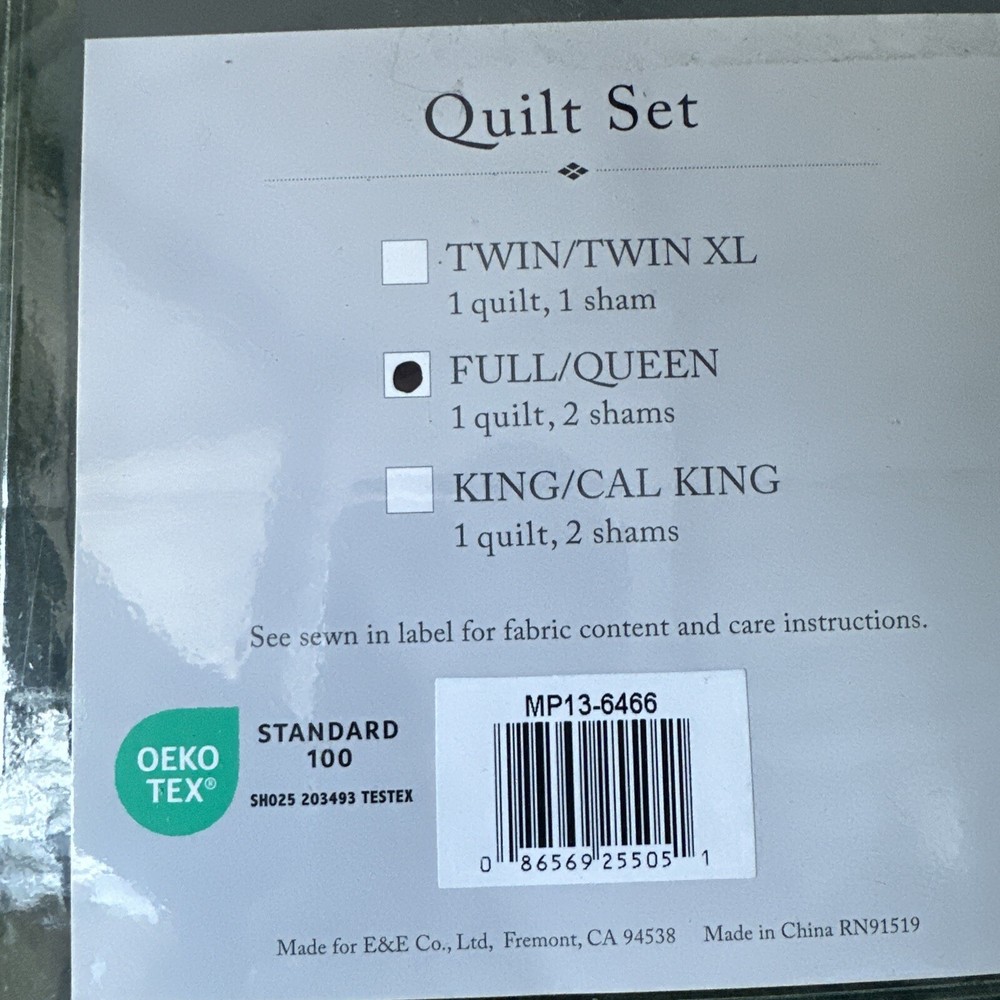 Quilt Set
TWIN/TWIN XL
1 quilt, 1 sham
FULL/QUEEN
1 quilt, 2 shams
KING/CAL KING
1 quilt, 2 shams
See sewn in label for fabric content and care instructions.
OEKO
TEX®
STANDARD
100
SH025 203493 TESTEX
MP13-6466
0 86569 25505 1
Made for E&E Co., Ltd, Fremont, CA 94538 Made in China RN91519